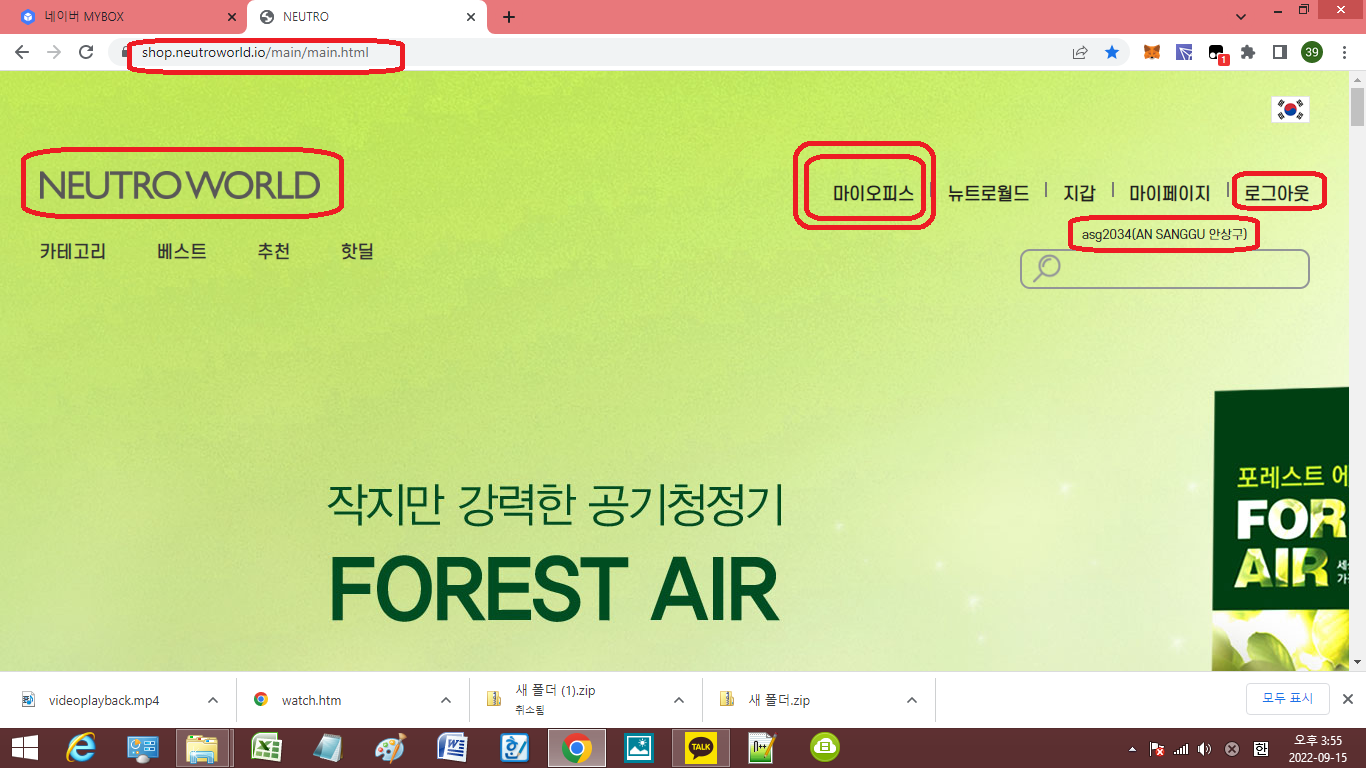 네이버 MYBOX
NEUTRO
shop.neutroworld.io/main/main.html
1
39
NEUTROWORLD
마이오피스 | 뉴트로월드 | 지갑 | 마이페이지 | 로그아웃
asg2034(AN SANGGU 안상구)
카테고리 베스트 추천 핫딜
작지만 강력한 공기청정기
FOREST AIR
포레스트 에
FOR
AIR
videoplayback.mp4
watch.htm
새 폴더 (1).zip
취소됨
새 폴더.zip
모두 표시
TALK
한
오후 3:55
2022-09-15